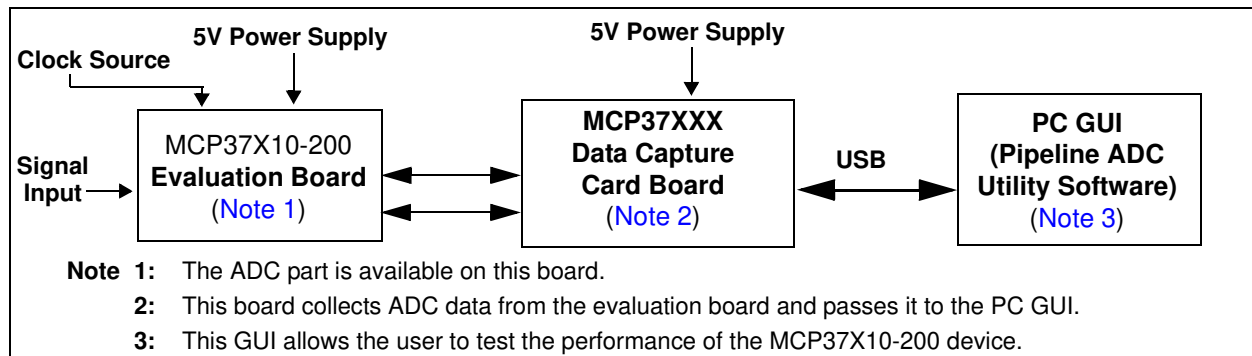 5V Power Supply
Clock Source
Signal
Input
MCP37X10-200
Evaluation Board
(Note 1)
5V Power Supply
MCP37XXX
Data Capture
Card Board
(Note 2)
USB
PC GUI
(Pipeline ADC
Utility Software)
(Note 3)
Note 1: The ADC part is available on this board.
2: This board collects ADC data from the evaluation board and passes it to the PC GUI.
3: This GUI allows the user to test the performance of the MCP37X10-200 device.